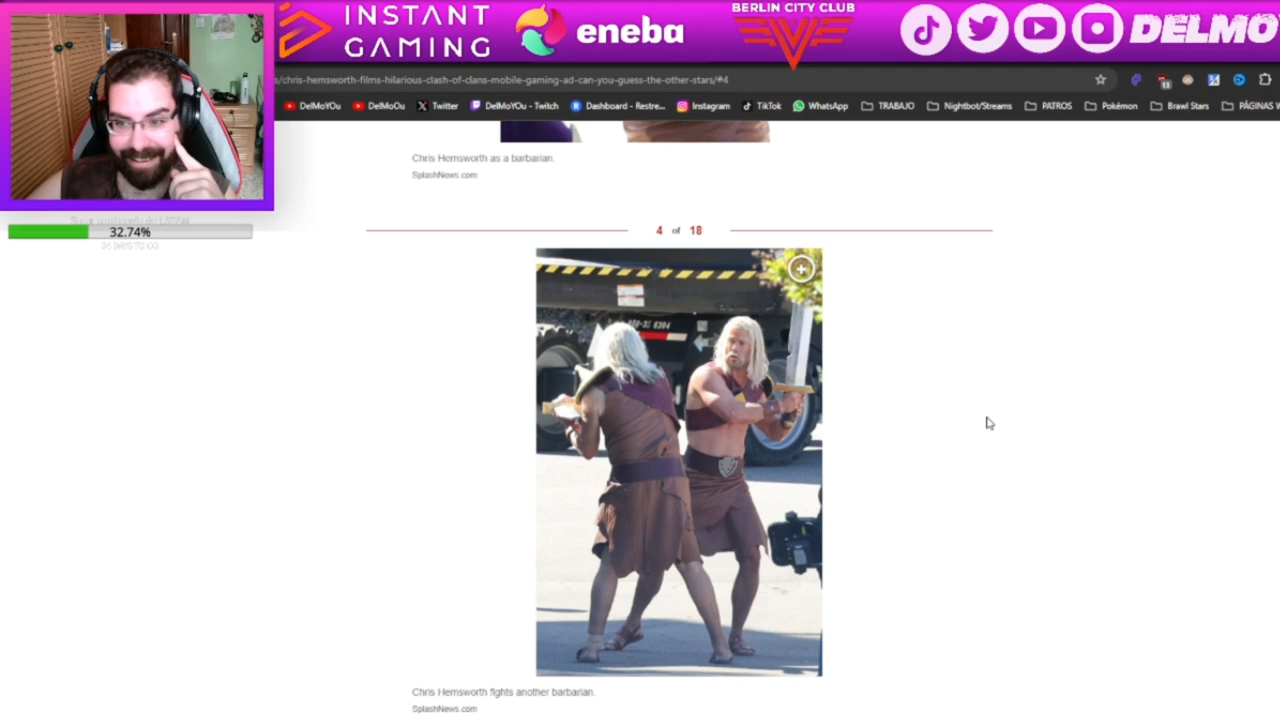 INSTANT
GAMING
eneba
BERLIN CITY CLUB
DELMO
s/chris-hemsworth-films-hilarious-clash-of-clans-mobile-gaming-ad-can-you-guess-the-other-stars/#4
13
DelMoYOu DelMoOu Twitter DelMoYOu - Twitch Dashboard - Restre... Instagram TikTok WhatsApp TRABAJO Nightbot/Streams PATROS Pokémon Brawl Stars PÁGINAS W
Chris Hemsworth as a barbarian.
SplashNews.com
32.74%
4 of 18
Chris Hemsworth fights another barbarian.
SplashNews.com